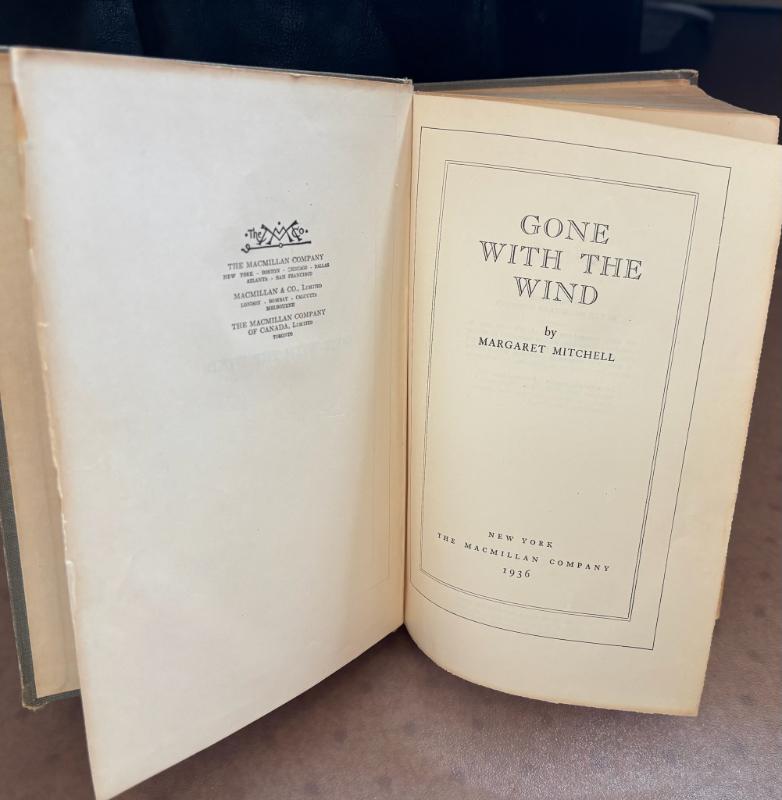 The M Co.
THE MACMILLAN COMPANY
NEW YORK · BOSTON · CHICAGO · DALLAS
ATLANTA · SAN FRANCISCO
MACMILLAN & CO., LIMITED
LONDON · BOMBAY · CALCUTTA
MELBOURNE
THE MACMILLAN COMPANY
OF CANADA, LIMITED
TORONTO
GONE
WITH THE
WIND
by
MARGARET MITCHELL
NEW YORK
THE MACMILLAN COMPANY
1936